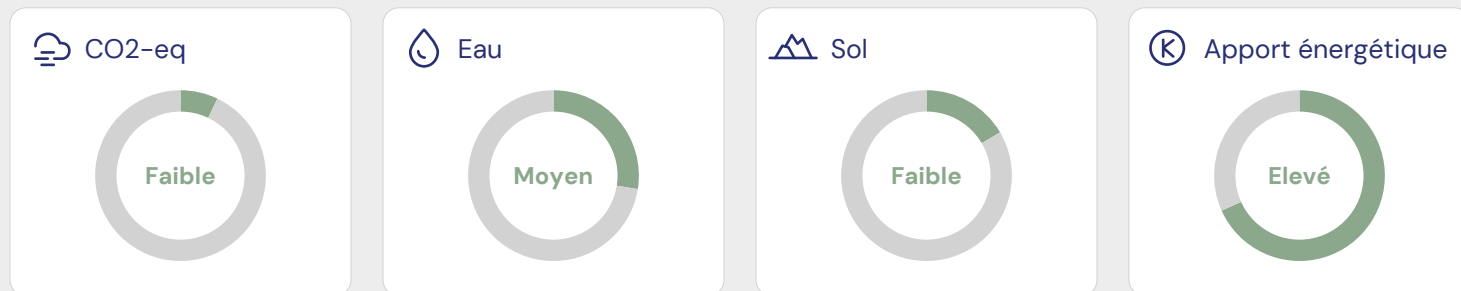 CO2-eq
Faible
Eau
Moyen
Sol
Faible
Apport énergétique
Elevé